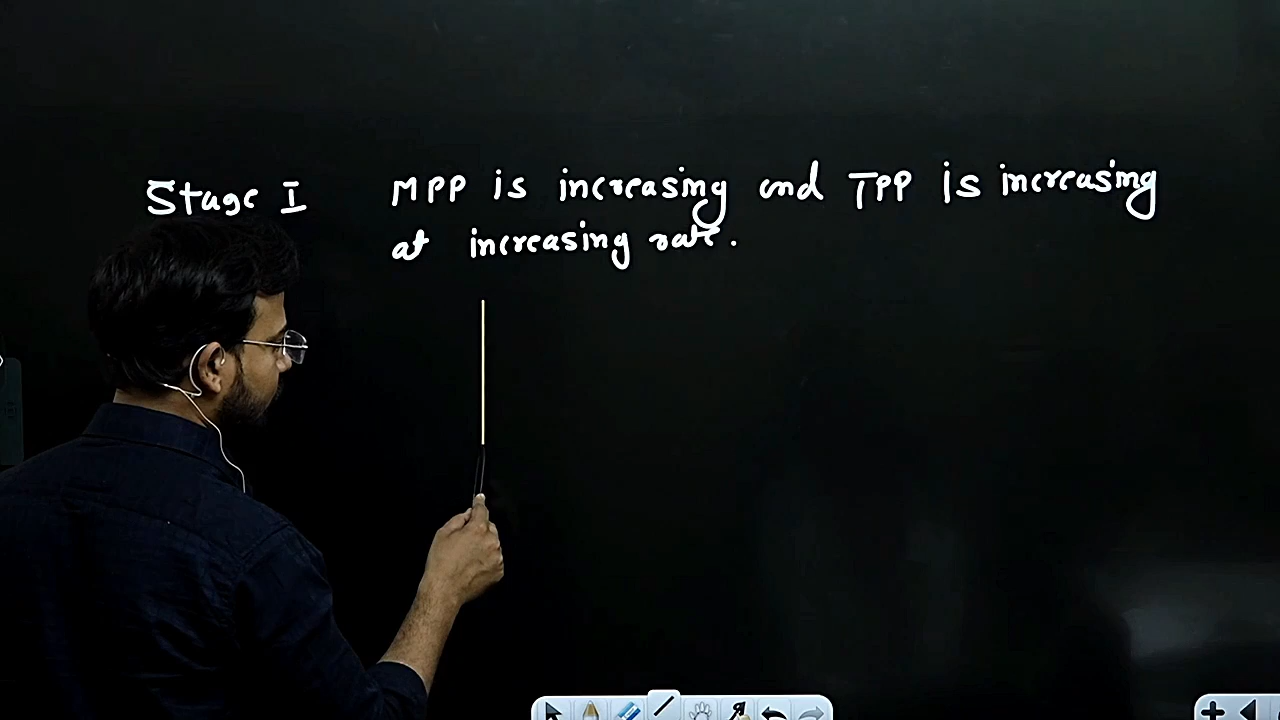 Stage I MPP is increasing and TPP is increasing
at increasing rate.